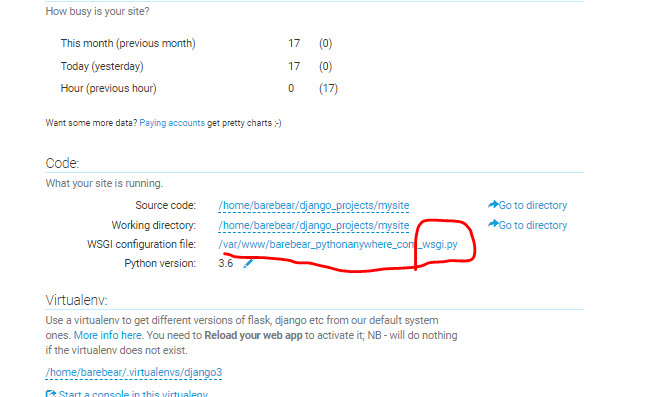 How busy is your site?
This month (previous month) 17 (0)
Today (yesterday) 17 (0)
Hour (previous hour) 0 (17)
Want some more data? Paying accounts get pretty charts ;-)
Code:
What your site is running.
Source code: /home/barebear/django_projects/mysite Go to directory
Working directory: /home/barebear/django_projects/mysite Go to directory
WSGI configuration file: /var/www/barebear_pythonanywhere_com_wsgi.py
Python version: 3.6
Virtualenv:
Use a virtualenv to get different versions of flask, django etc from our default system
ones. More info here. You need to Reload your web app to activate it; NB - will do nothing
if the virtualenv does not exist.
/home/barebear/.virtualenvs/django3
Start a console in this virtualenv